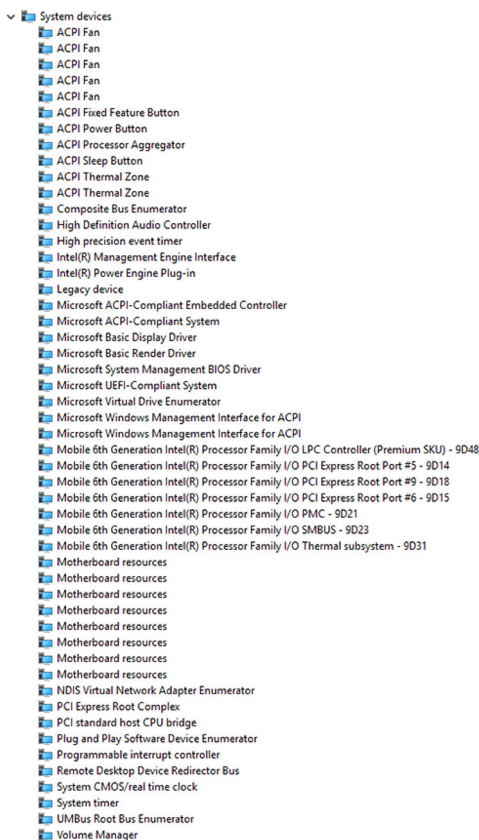 System devices
ACPI Fan
ACPI Fan
ACPI Fan
ACPI Fan
ACPI Fan
ACPI Fixed Feature Button
ACPI Power Button
ACPI Processor Aggregator
ACPI Sleep Button
ACPI Thermal Zone
ACPI Thermal Zone
Composite Bus Enumerator
High Definition Audio Controller
High precision event timer
Intel(R) Management Engine Interface
Intel(R) Power Engine Plug-in
Legacy device
Microsoft ACPI-Compliant Embedded Controller
Microsoft ACPI-Compliant System
Microsoft Basic Display Driver
Microsoft Basic Render Driver
Microsoft System Management BIOS Driver
Microsoft UEFI-Compliant System
Microsoft Virtual Drive Enumerator
Microsoft Windows Management Interface for ACPI
Microsoft Windows Management Interface for ACPI
Mobile 6th Generation Intel(R) Processor Family I/O LPC Controller (Premium SKU) - 9D48
Mobile 6th Generation Intel(R) Processor Family I/O PCI Express Root Port #5 - 9D14
Mobile 6th Generation Intel(R) Processor Family I/O PCI Express Root Port #9 - 9D18
Mobile 6th Generation Intel(R) Processor Family I/O PCI Express Root Port #6 - 9D15
Mobile 6th Generation Intel(R) Processor Family I/O PMC - 9D21
Mobile 6th Generation Intel(R) Processor Family I/O SMBUS - 9D23
Mobile 6th Generation Intel(R) Processor Family I/O Thermal subsystem - 9D31
Motherboard resources
Motherboard resources
Motherboard resources
Motherboard resources
Motherboard resources
Motherboard resources
Motherboard resources
Motherboard resources
NDIS Virtual Network Adapter Enumerator
PCI Express Root Complex
PCI standard host CPU bridge
Plug and Play Software Device Enumerator
Programmable interrupt controller
Remote Desktop Device Redirector Bus
System CMOS/real time clock
System timer
UMBus Root Bus Enumerator
Volume Manager